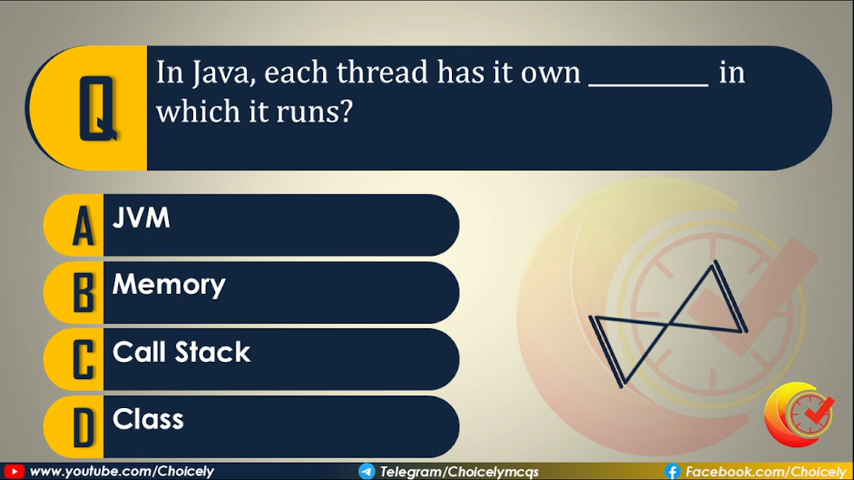 Q
In Java, each thread has it own __________ in
which it runs?
A
JVM
B
Memory
C
Call Stack
D
Class
www.youtube.com/Choicely
Telegram/Choicelymcqs
Facebook.com/Choicely